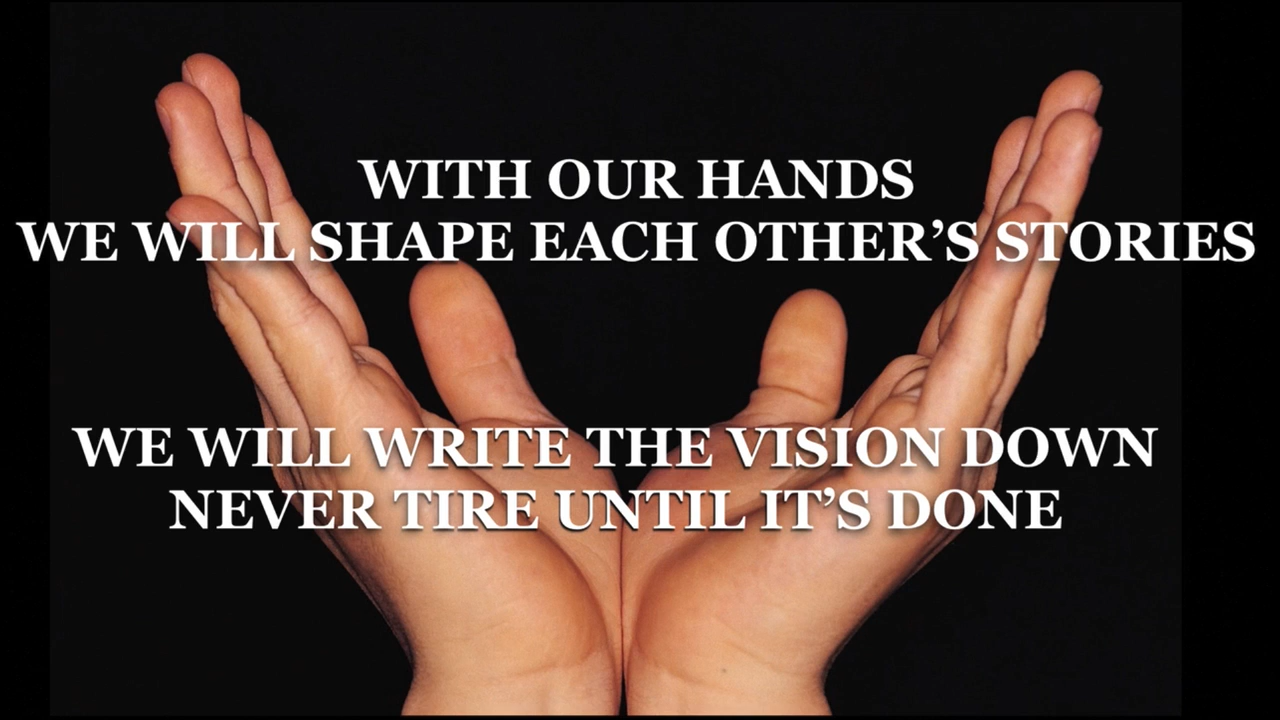 WITH OUR HANDS
WE WILL SHAPE EACH OTHER’S STORIES
WE WILL WRITE THE VISION DOWN
NEVER TIRE UNTIL IT’S DONE